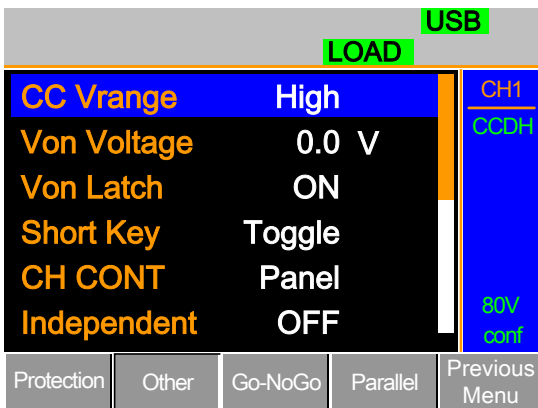 USB
LOAD
CC Vrange High
Von Voltage 0.0 V
Von Latch ON
Short Key Toggle
CH CONT Panel
Independent OFF
CH1
CCDH
80V
conf
Protection Other Go-NoGo Parallel Previous Menu